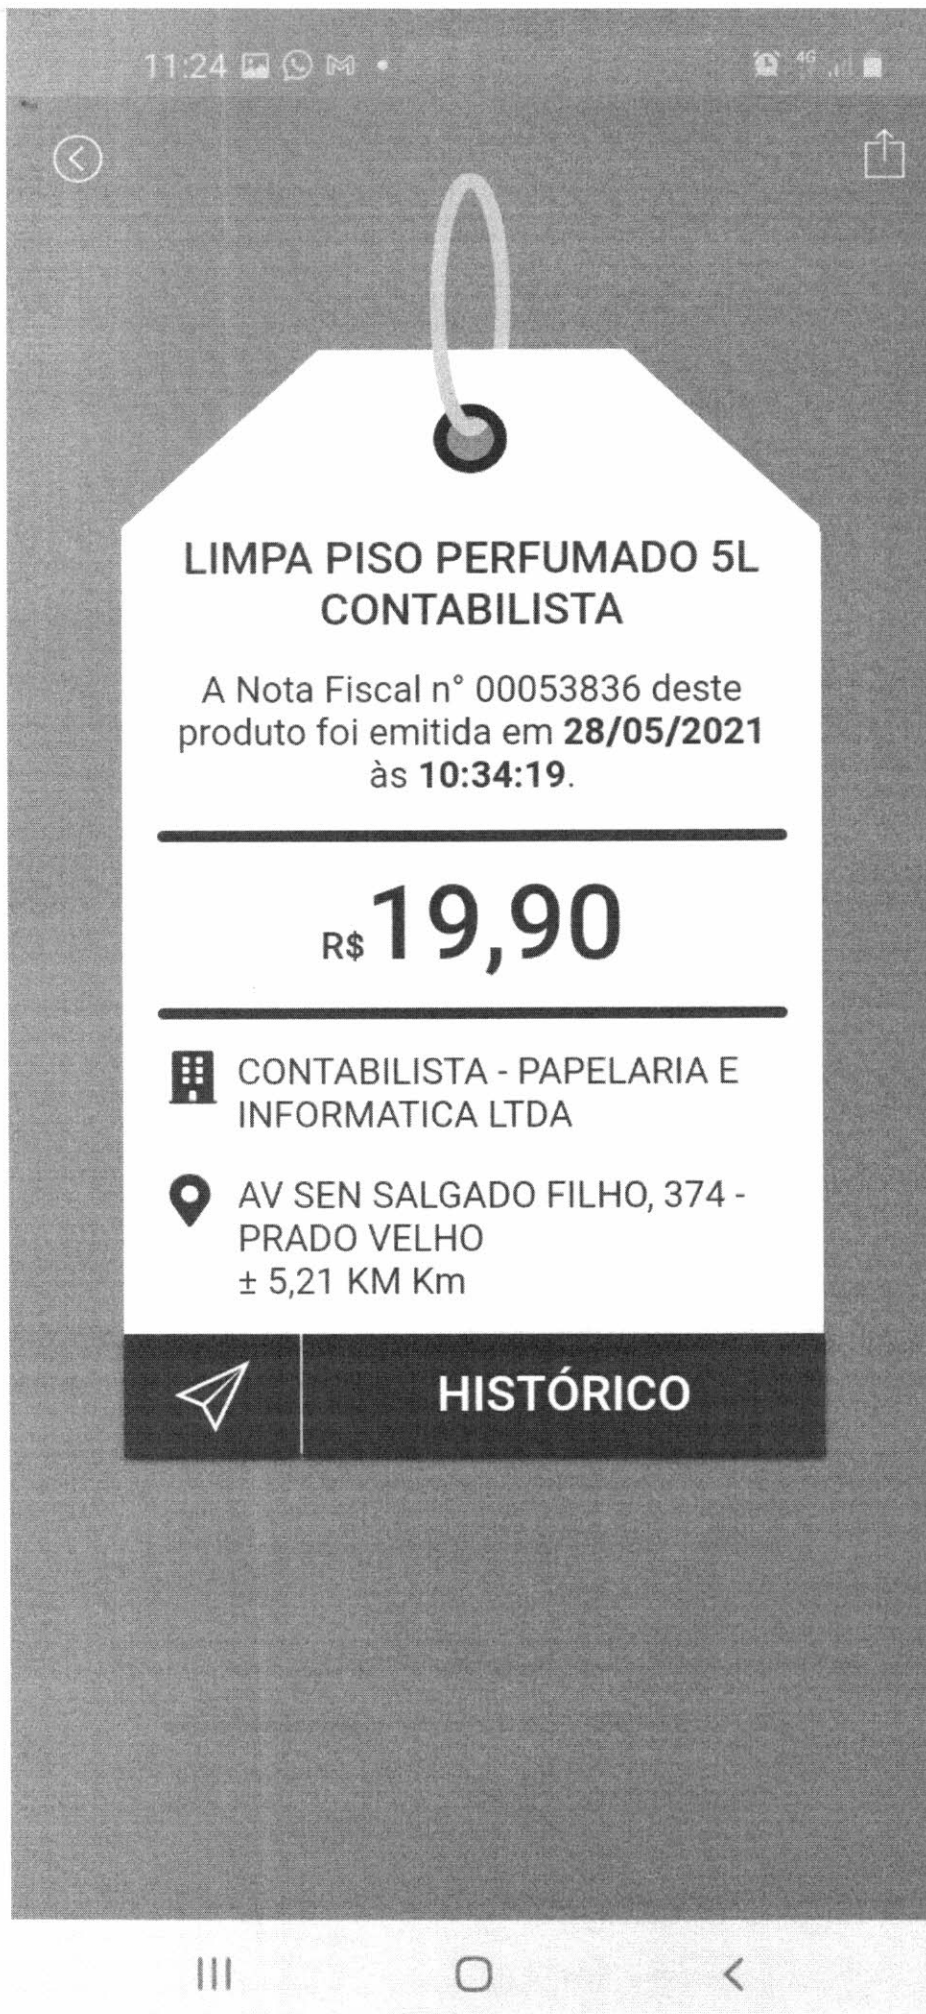 11:24
4G
LIMPA PISO PERFUMADO 5L
CONTABILISTA
A Nota Fiscal n° 00053836 deste
produto foi emitida em 28/05/2021
às 10:34:19.
R$ 19,90
CONTABILISTA - PAPELARIA E
INFORMATICA LTDA
AV SEN SALGADO FILHO, 374 -
PRADO VELHO
± 5,21 KM Km
HISTÓRICO